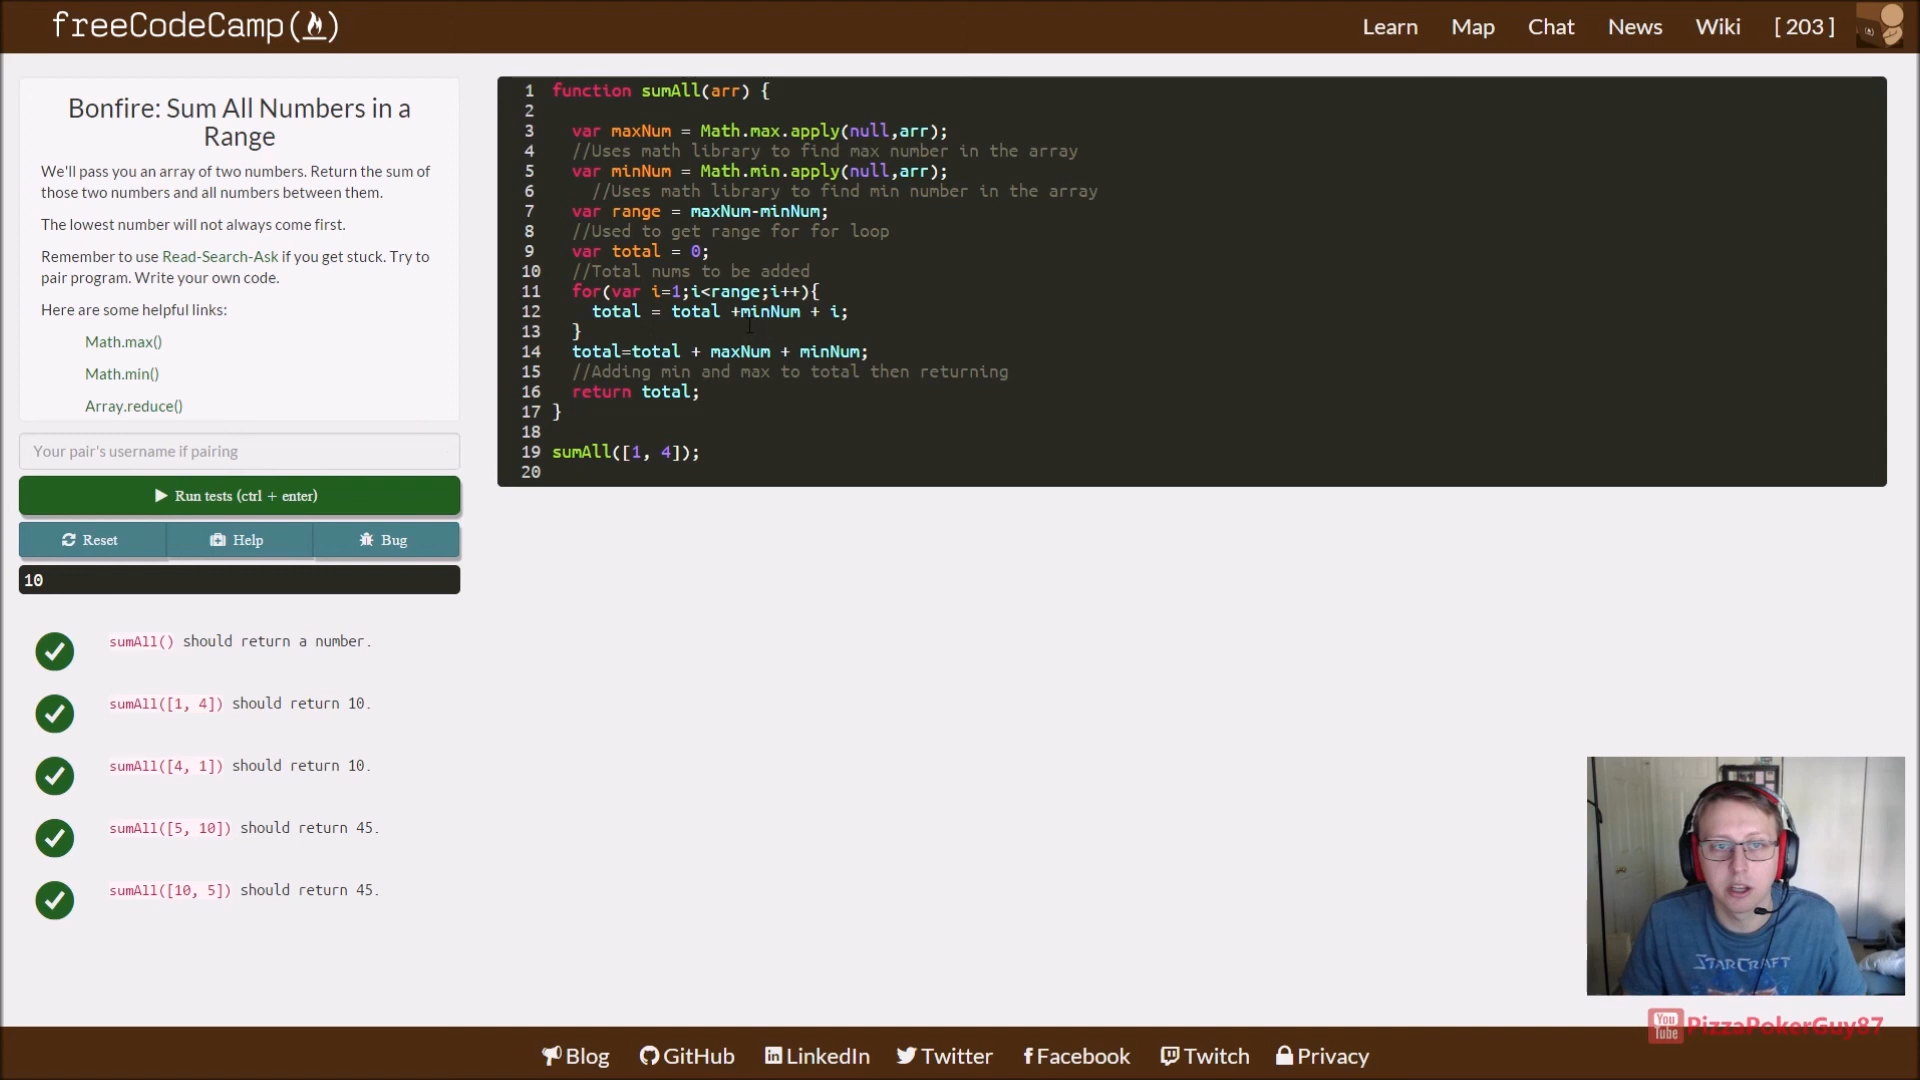 freeCodeCamp(🔥)
Learn Map Chat News Wiki [ 203 ]
Bonfire: Sum All Numbers in a
Range
We'll pass you an array of two numbers. Return the sum of
those two numbers and all numbers between them.
The lowest number will not always come first.
Remember to use Read-Search-Ask if you get stuck. Try to
pair program. Write your own code.
Here are some helpful links:
Math.max()
Math.min()
Array.reduce()
Your pair's username if pairing
Run tests (ctrl + enter)
Reset Help Bug
10
sumAll() should return a number.
sumAll([1, 4]) should return 10.
sumAll([4, 1]) should return 10.
sumAll([5, 10]) should return 45.
sumAll([10, 5]) should return 45.
1 function sumAll(arr) {
2
3 var maxNum = Math.max.apply(null,arr);
4 //Uses math library to find max number in the array
5 var minNum = Math.min.apply(null,arr);
6 //Uses math library to find min number in the array
7 var range = maxNum-minNum;
8 //Used to get range for for loop
9 var total = 0;
10 //Total nums to be added
11 for(var i=1;i<range;i++){
12 total = total +minNum + i;
13 }
14 total=total + maxNum + minNum;
15 //Adding min and max to total then returning
16 return total;
17 }
18
19 sumAll([1, 4]);
20
STARCRAFT
You Tube PizzaPokerGuy87
Blog GitHub LinkedIn Twitter Facebook Twitch Privacy